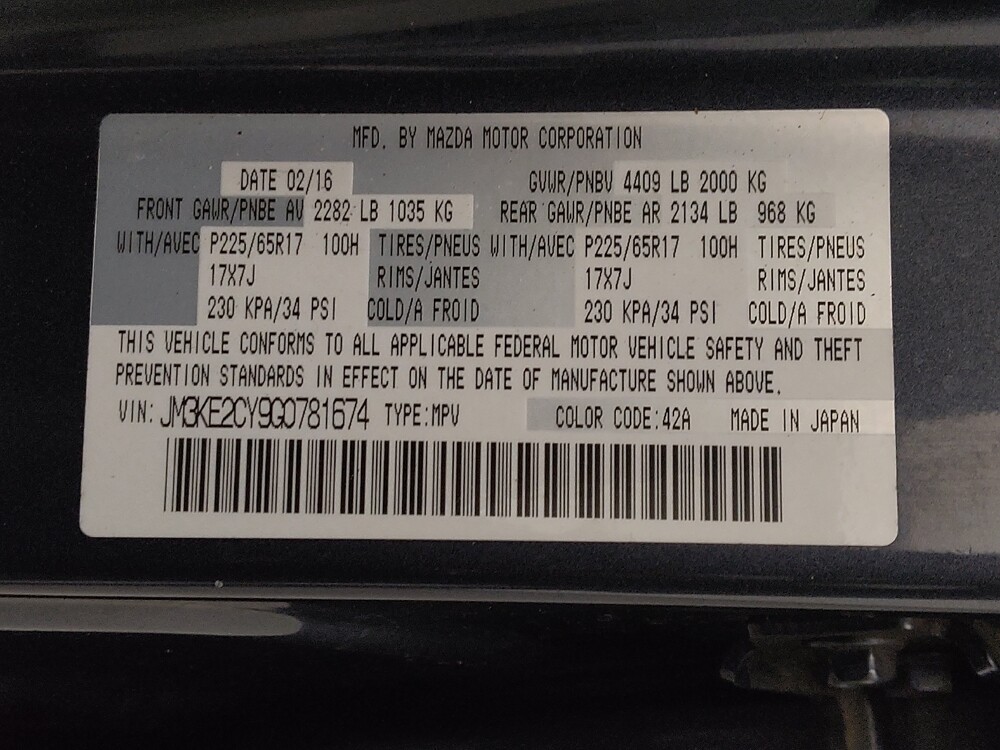 MFD. BY MAZDA MOTOR CORPORATION
DATE 02/16 GVWR/PNBV 4409 LB 2000 KG
FRONT GAWR/PNBE AV 2282 LB 1035 KG REAR GAWR/PNBE AR 2134 LB 968 KG
WITH/AVEC P225/65R17 100H TIRES/PNEUS WITH/AVEC P225/65R17 100H TIRES/PNEUS
17X7J RIMS/JANTES 17X7J RIMS/JANTES
230 KPA/34 PSI COLD/A FROID 230 KPA/34 PSI COLD/A FROID
THIS VEHICLE CONFORMS TO ALL APPLICABLE FEDERAL MOTOR VEHICLE SAFETY AND THEFT
PREVENTION STANDARDS IN EFFECT ON THE DATE OF MANUFACTURE SHOWN ABOVE.
VIN: JM3KE2CY9G0781674 TYPE:MPV COLOR CODE:42A MADE IN JAPAN